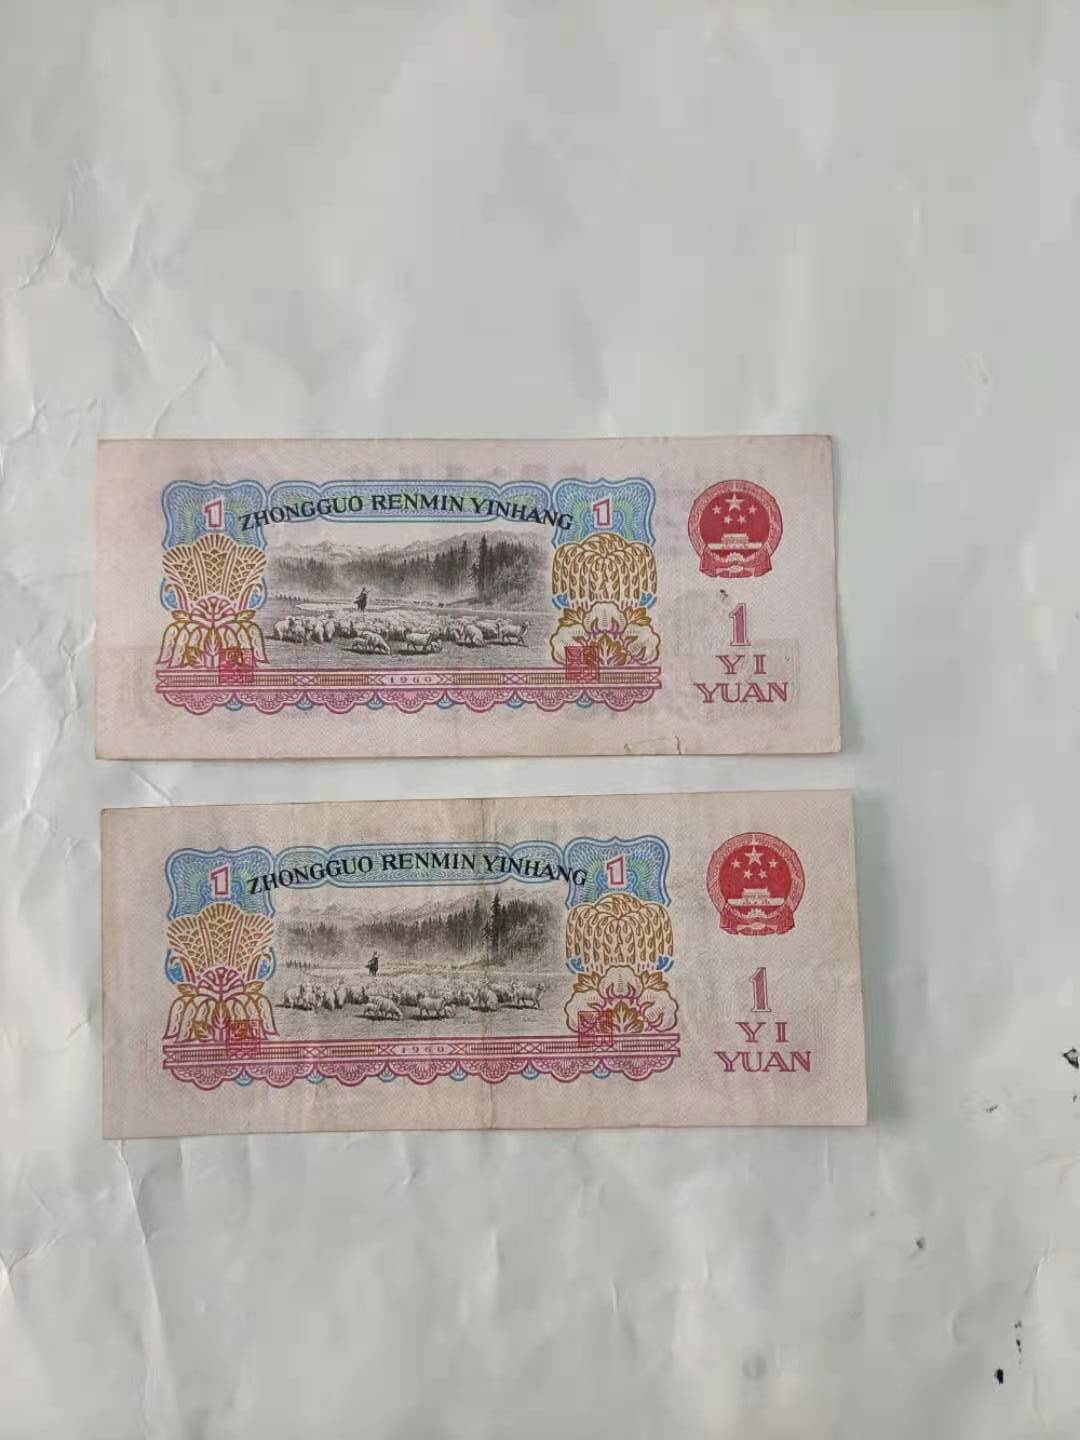 1 ZHONGGUO RENMIN YINHANG 1
1
YI
YUAN
1960
1 ZHONGGUO RENMIN YINHANG 1
1
YI
YUAN
1960